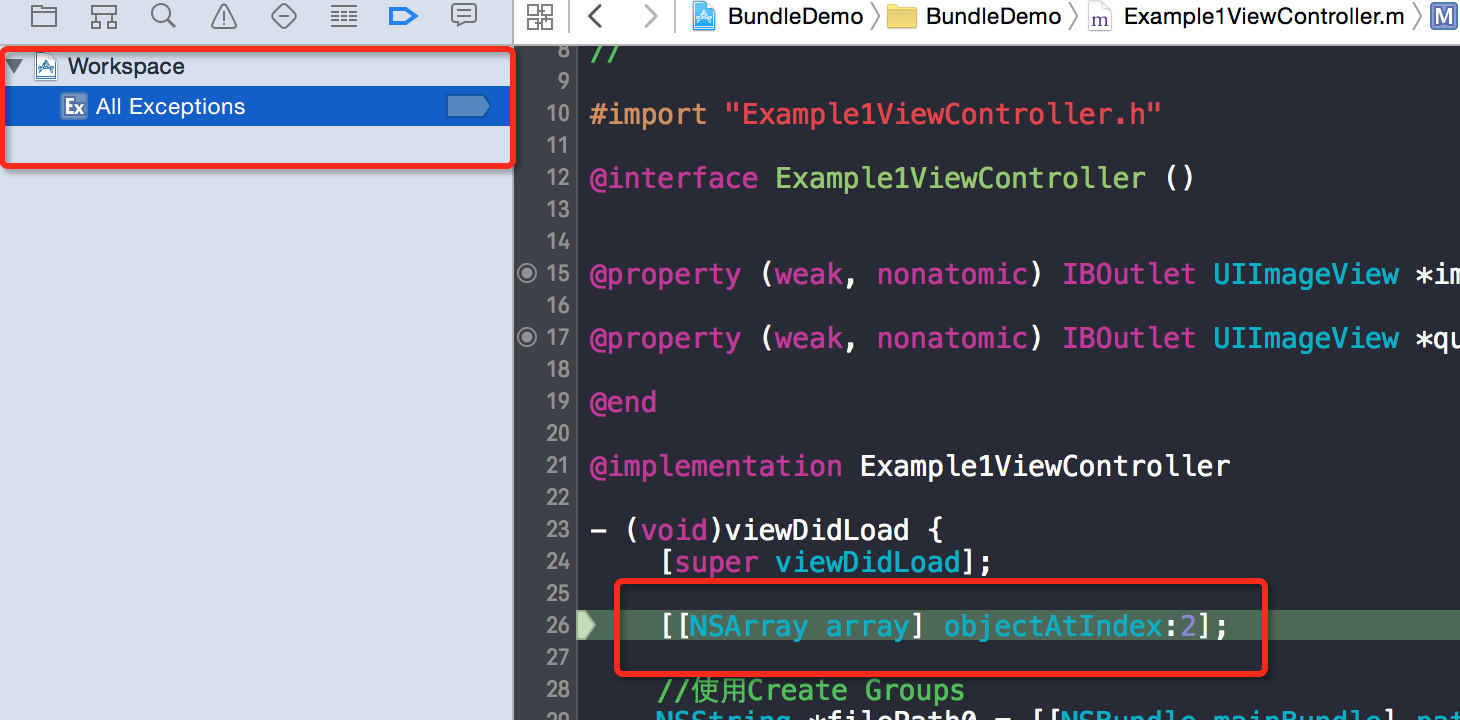 BundleDemo BundleDemo m Example1ViewController.m M
Workspace
Ex All Exceptions
8 //
9
10 #import "Example1ViewController.h"
11
12 @interface Example1ViewController ()
13
14
15 @property (weak, nonatomic) IBOutlet UIImageView *im
16
17 @property (weak, nonatomic) IBOutlet UIImageView *qu
18
19 @end
20
21 @implementation Example1ViewController
22
23 - (void)viewDidLoad {
24 [super viewDidLoad];
25
26 [[NSArray array] objectAtIndex:2];
27
28 //使用Create Groups
29 NSString *filePath0 = [[NSBundle mainBundle] pat